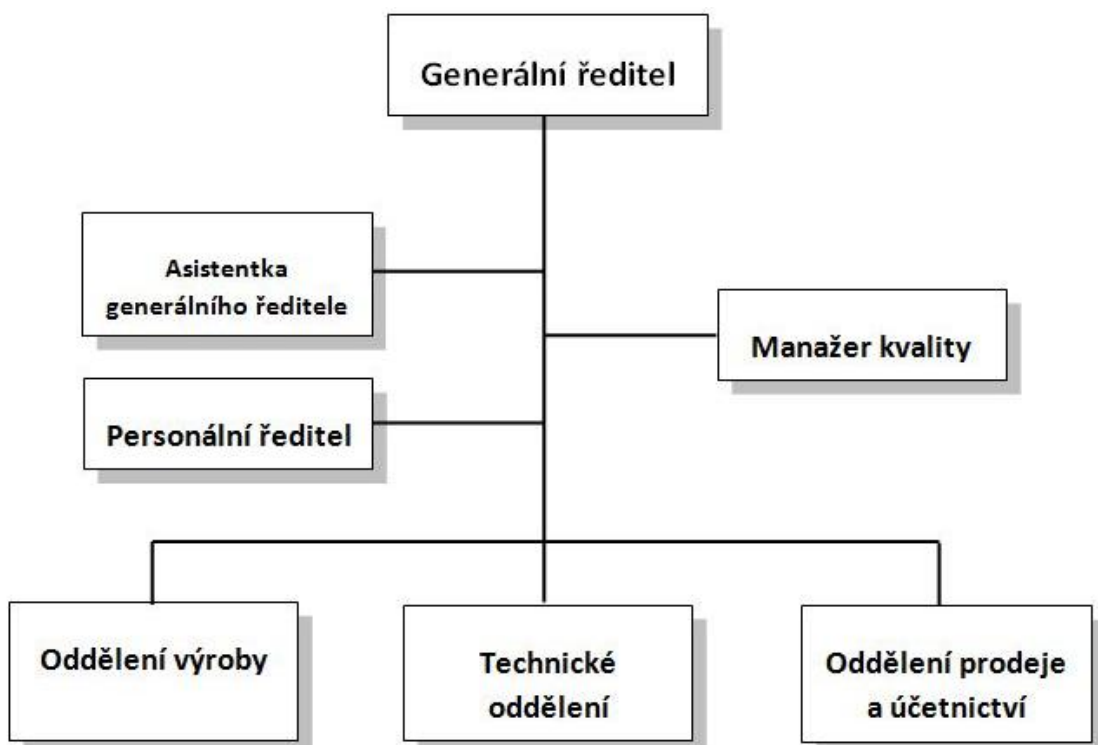 Generální ředitel
Asistentka
generálního ředitele
Manažer kvality
Personální ředitel
Oddělení výroby
Technické
oddělení
Oddělení prodeje
a účetnictví